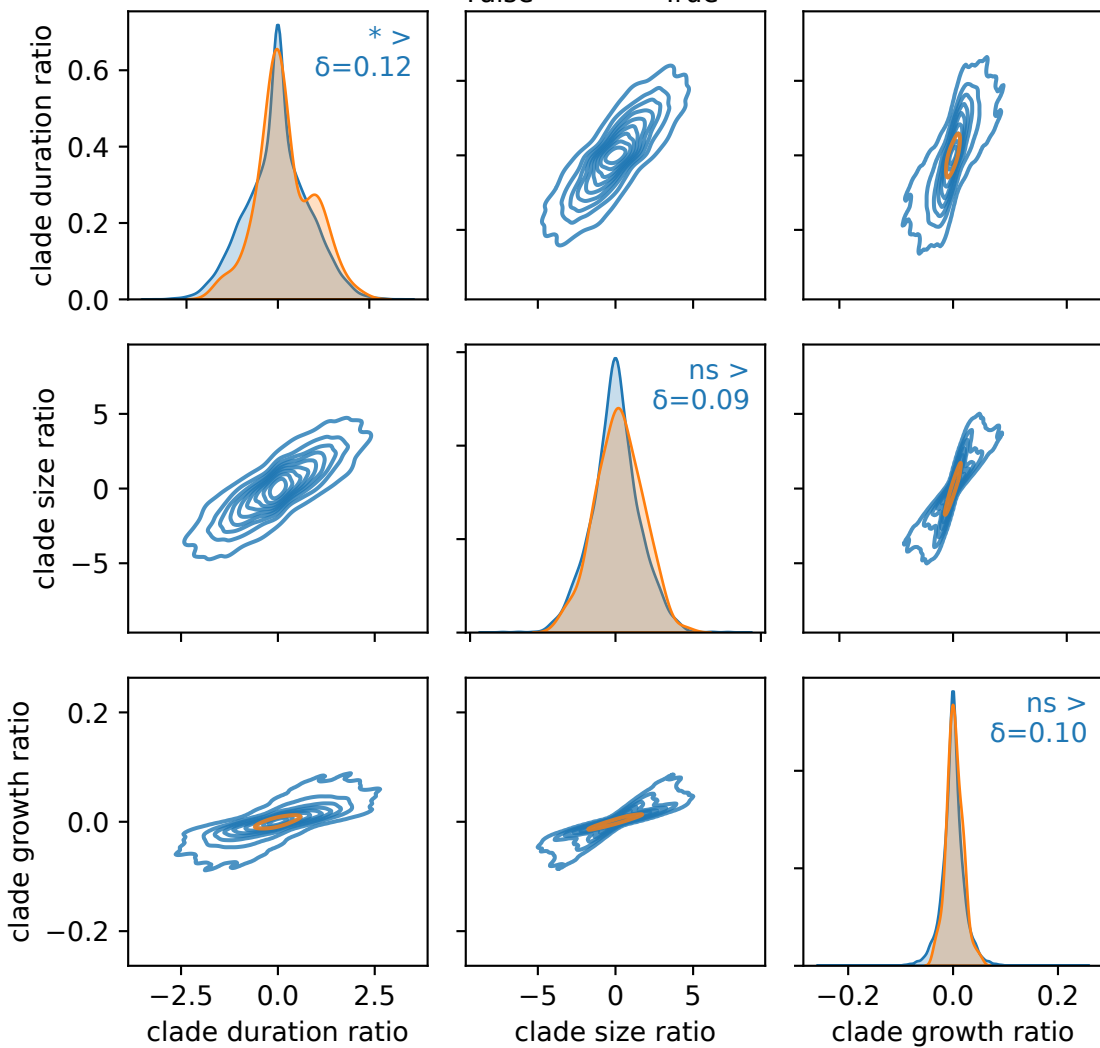 clade duration ratio
0.6
0.4
0.2
0.0
* >
δ=0.12
clade size ratio
5
0
−5
ns >
δ=0.09
clade growth ratio
0.2
0.0
−0.2
ns >
δ=0.10
−2.5 0.0 2.5
clade duration ratio
−5 0 5
clade size ratio
−0.2 0.0 0.2
clade growth ratio